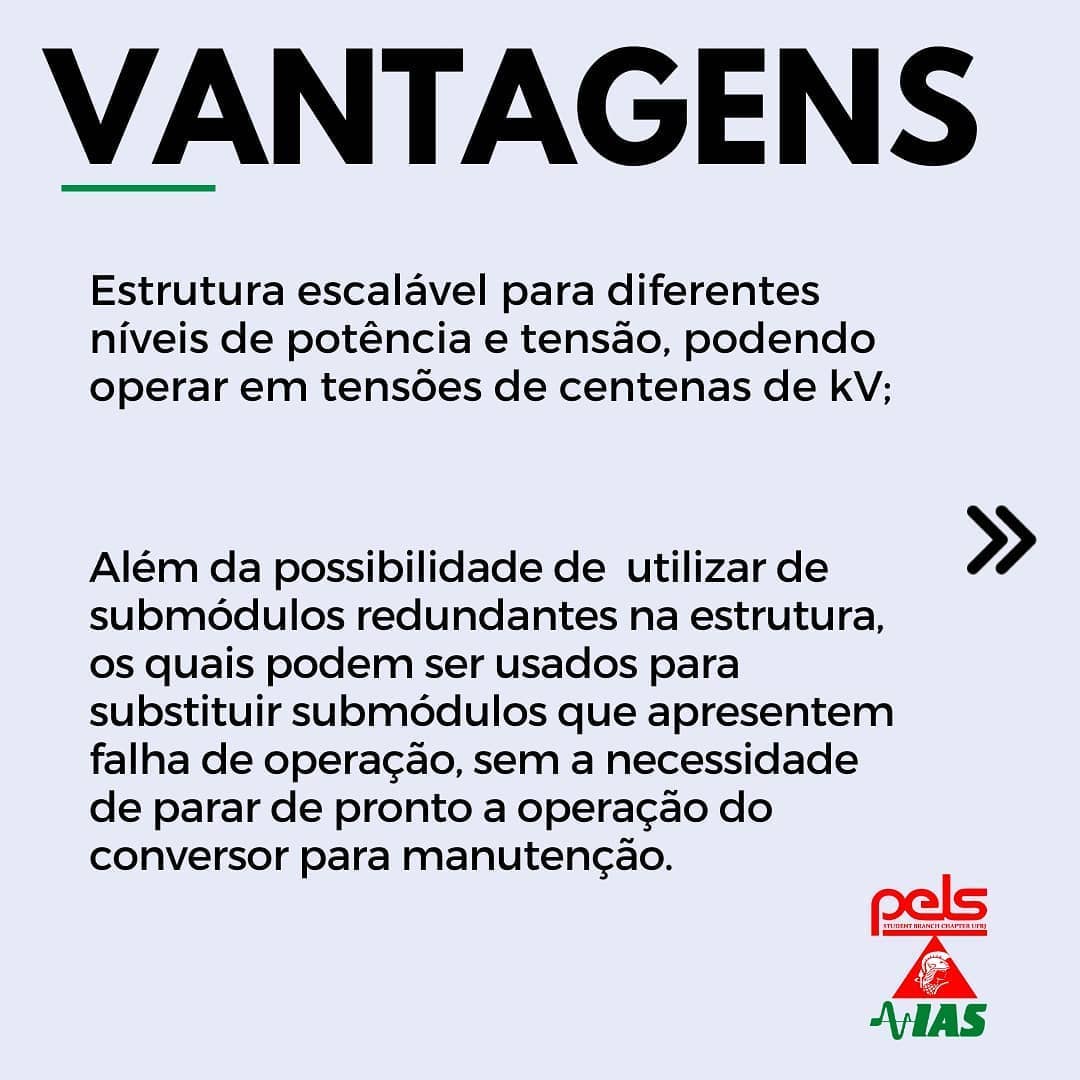 VANTAGENS
Estrutura escalável para diferentes
níveis de potência e tensão, podendo
operar em tensões de centenas de kV;
Além da possibilidade de  utilizar de
submódulos redundantes na estrutura,
os quais podem ser usados para
substituir submódulos que apresentem
falha de operação, sem a necessidade
de parar de pronto a operação do
conversor para manutenção.
pels
STUDENT BRANCH CHAPTER UFRJ
IAS